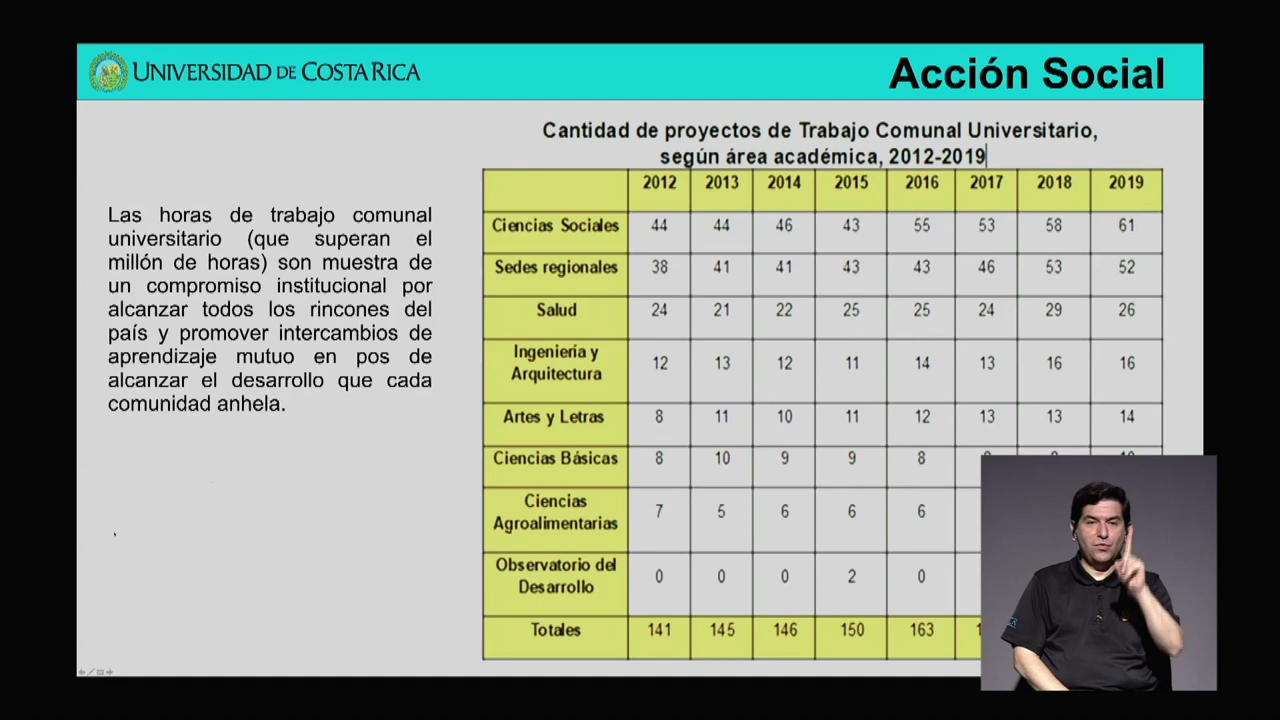 UNIVERSIDAD DE COSTA RICA
Acción Social
Las horas de trabajo comunal
universitario (que superan el
millón de horas) son muestra de
un compromiso institucional por
alcanzar todos los rincones del
país y promover intercambios de
aprendizaje mutuo en pos de
alcanzar el desarrollo que cada
comunidad anhela.
Cantidad de proyectos de Trabajo Comunal Universitario,
según área académica, 2012-2019
2012 2013 2014 2015 2016 2017 2018 2019
Ciencias Sociales 44 44 46 43 55 53 58 61
Sedes regionales 38 41 41 43 43 46 53 52
Salud 24 21 22 25 25 24 29 26
Ingeniería y
Arquitectura 12 13 12 11 14 13 16 16
Artes y Letras 8 11 10 11 12 13 13 14
Ciencias Básicas 8 10 9 9 8
Ciencias
Agroalimentarias 7 5 6 6 6
Observatorio del
Desarrollo 0 0 0 2 0
Totales 141 145 146 150 163